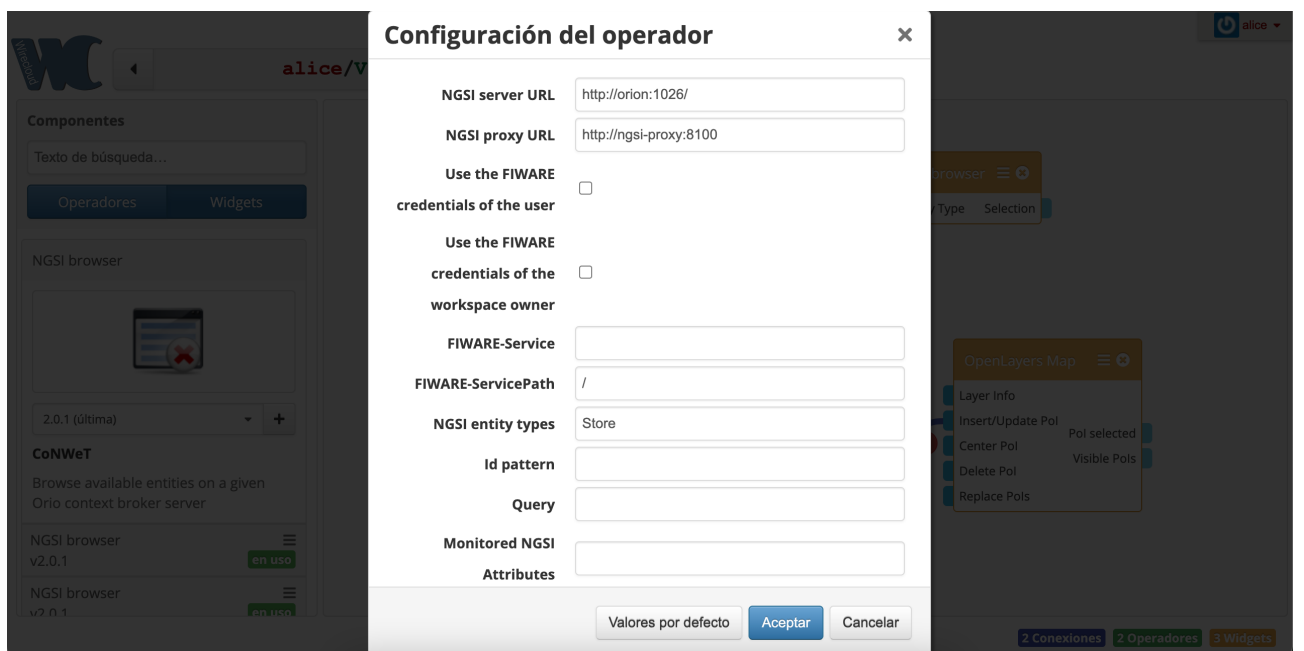 Configuración del operador
alice
Wirecloud
alice/V
NGSI server URL
http://orion:1026/
Componentes
NGSI proxy URL
http://ngsi-proxy:8100
Texto de búsqueda...
Use the FIWARE
credentials of the user
browser
Operadores
Widgets
Type
Selection
Use the FIWARE
credentials of the
workspace owner
NGSI browser
FIWARE-Service
FIWARE-ServicePath
/
OpenLayers Map
Layer Info
NGSI entity types
Store
Insert/Update PoI
2.0.1 (última)
PoI selected
Center PoI
CoNWeT
Visible PoIs
Id pattern
Delete PoI
Browse available entities on a given
Orio context broker server
Replace PoIs
Query
NGSI browser
v2.0.1
en uso
Monitored NGSI
Attributes
NGSI browser
v2.0.1
en uso
Valores por defecto
Aceptar
Cancelar
2 Conexiones
2 Operadores
3 Widgets